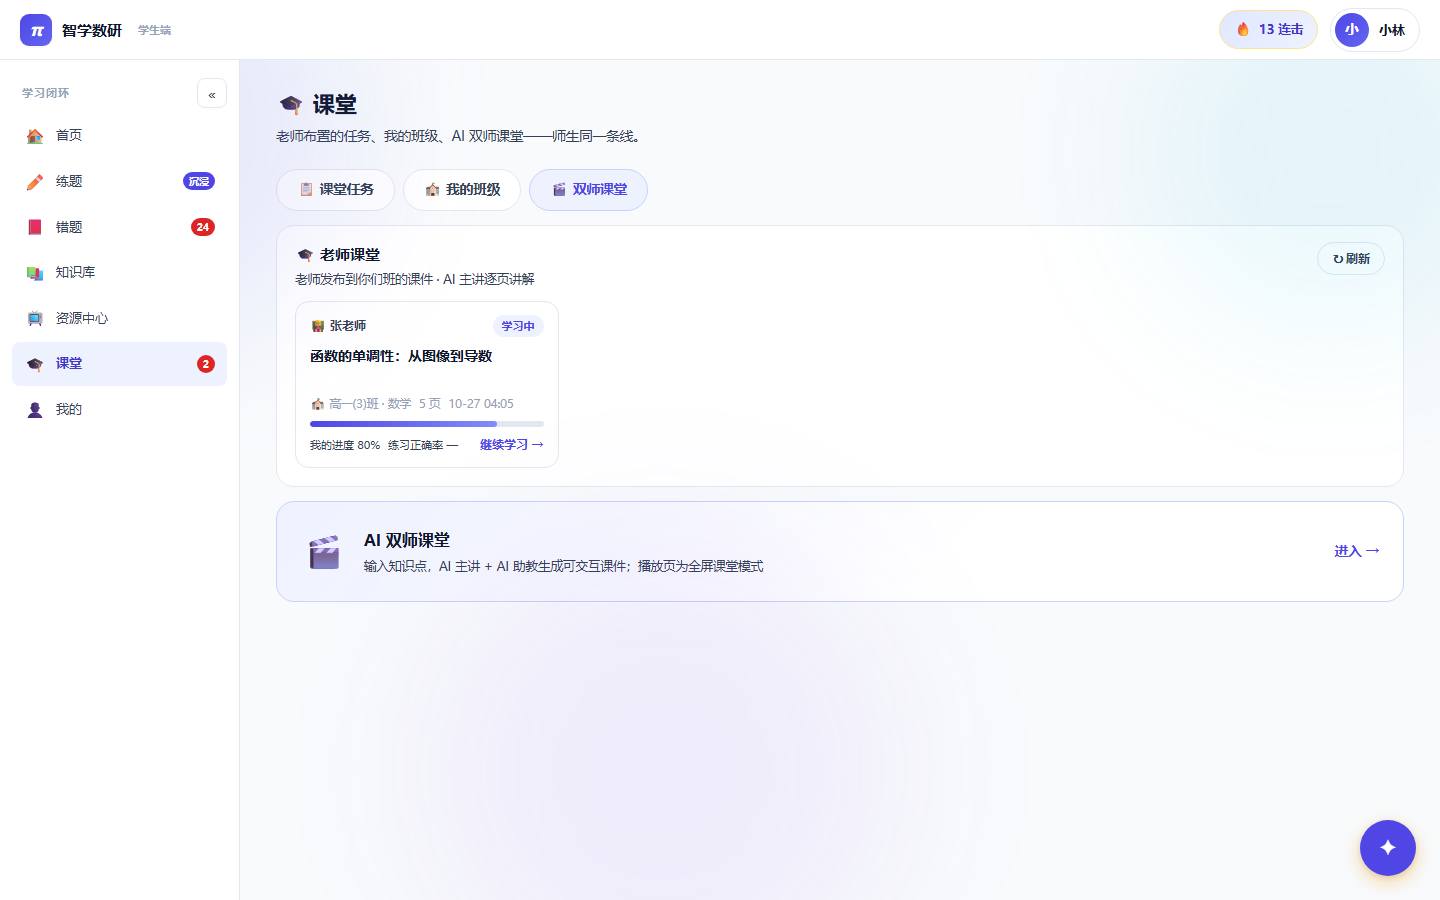 π 智学数研 学生端
13 连击
小 小林
学习闭环
«
首页
练题 沉浸
错题 24
知识库
资源中心
课堂 2
我的
课堂
老师布置的任务、我的班级、AI 双师课堂——师生同一条线。
课堂任务 我的班级 双师课堂
老师课堂
↻ 刷新
老师发布到你们班的课件 · AI 主讲逐页讲解
张老师 学习中
函数的单调性：从图像到导数
高一(3)班 · 数学 5 页 10-27 04:05
我的进度 80% 练习正确率 — 继续学习 →
AI 双师课堂
输入知识点，AI 主讲 + AI 助教生成可交互课件；播放页为全屏课堂模式
进入 →